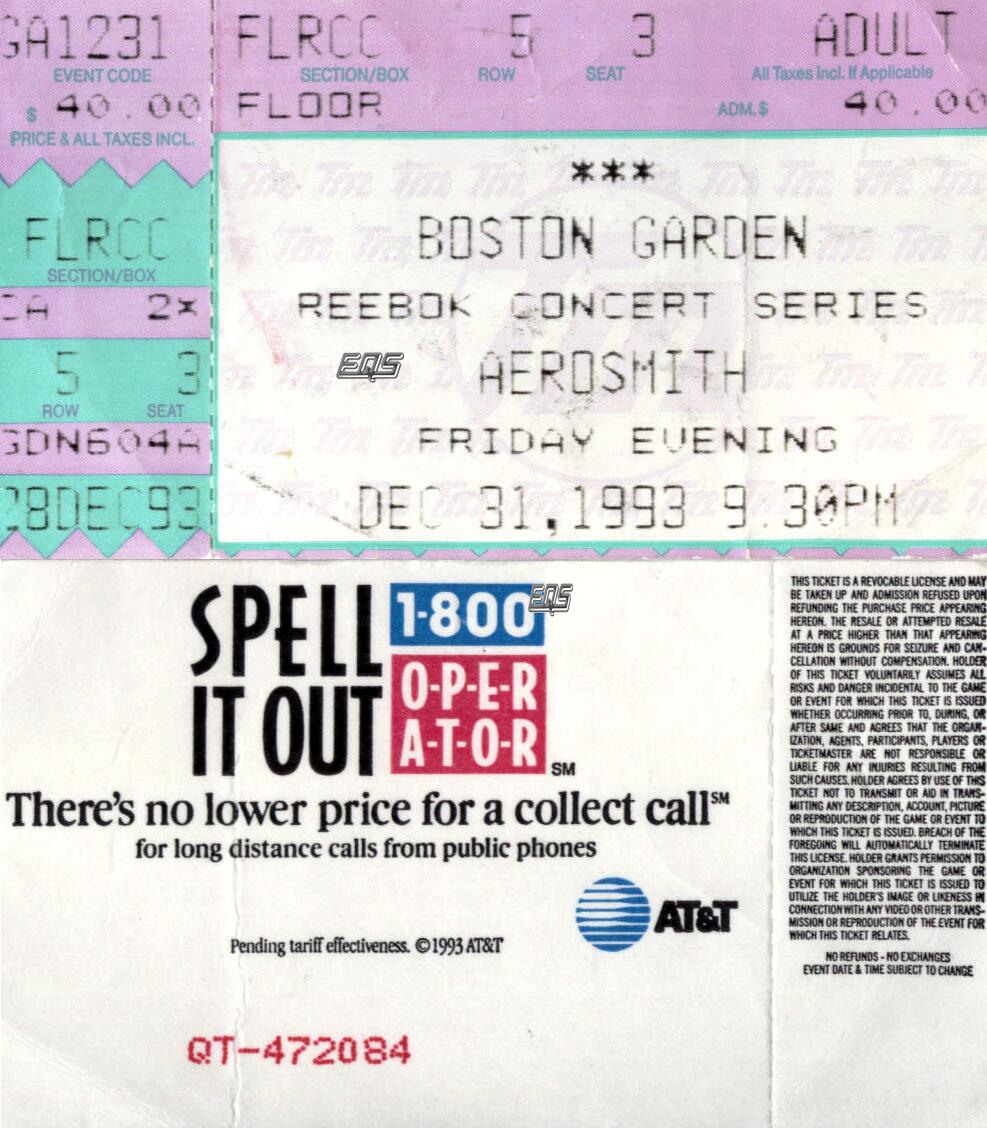 GA1231 FLRCC 5 3 ADULT
EVENT CODE SECTION/BOX ROW SEAT All Taxes Incl. If Applicable
$ 40.00 FLOOR ADM.$ 40.00
PRICE & ALL TAXES INCL.
***
FLRCC BOSTON GARDEN
SECTION/BOX
CA 2* REEBOK CONCERT SERIES
EQS
5 3 AEROSMITH
ROW SEAT
GDN604A FRIDAY EVENING
28DEC93 DEC 31,1993 9.30PM
SPELL
IT OUT
1-800
EQS
O-P-E-R
A-T-O-R
SM
There's no lower price for a collect call℠
for long distance calls from public phones
AT&T
Pending tariff effectiveness. ©1993 AT&T
QT-472084
THIS TICKET IS A REVOCABLE LICENSE AND MAY
BE TAKEN UP AND ADMISSION REFUSED UPON
REFUNDING THE PURCHASE PRICE APPEARING
HEREON. THE RESALE OR ATTEMPTED RESALE
AT A PRICE HIGHER THAN THAT APPEARING
HEREON IS GROUNDS FOR SEIZURE AND CAN-
CELLATION WITHOUT COMPENSATION. HOLDER
OF THIS TICKET VOLUNTARILY ASSUMES ALL
RISKS AND DANGER INCIDENTAL TO THE GAME
OR EVENT FOR WHICH THIS TICKET IS ISSUED
WHETHER OCCURRING PRIOR TO, DURING, OR
AFTER SAME AND AGREES THAT THE ORGAN-
IZATION, AGENTS, PARTICIPANTS, PLAYERS OR
TICKETMASTER ARE NOT RESPONSIBLE OR
LIABLE FOR ANY INJURIES RESULTING FROM
SUCH CAUSES. HOLDER AGREES BY USE OF THIS
TICKET NOT TO TRANSMIT OR AID IN TRANS-
MITTING ANY DESCRIPTION, ACCOUNT, PICTURE
OR REPRODUCTION OF THE GAME OR EVENT TO
WHICH THIS TICKET IS ISSUED. BREACH OF THE
FOREGOING WILL AUTOMATICALLY TERMINATE
THIS LICENSE. HOLDER GRANTS PERMISSION TO
ORGANIZATION SPONSORING THE GAME OR
EVENT FOR WHICH THIS TICKET IS ISSUED TO
UTILIZE THE HOLDER'S IMAGE OR LIKENESS IN
CONNECTION WITH ANY VIDEO OR OTHER TRANS-
MISSION OR REPRODUCTION OF THE EVENT FOR
WHICH THIS TICKET RELATES.
NO REFUNDS - NO EXCHANGES
EVENT DATE & TIME SUBJECT TO CHANGE